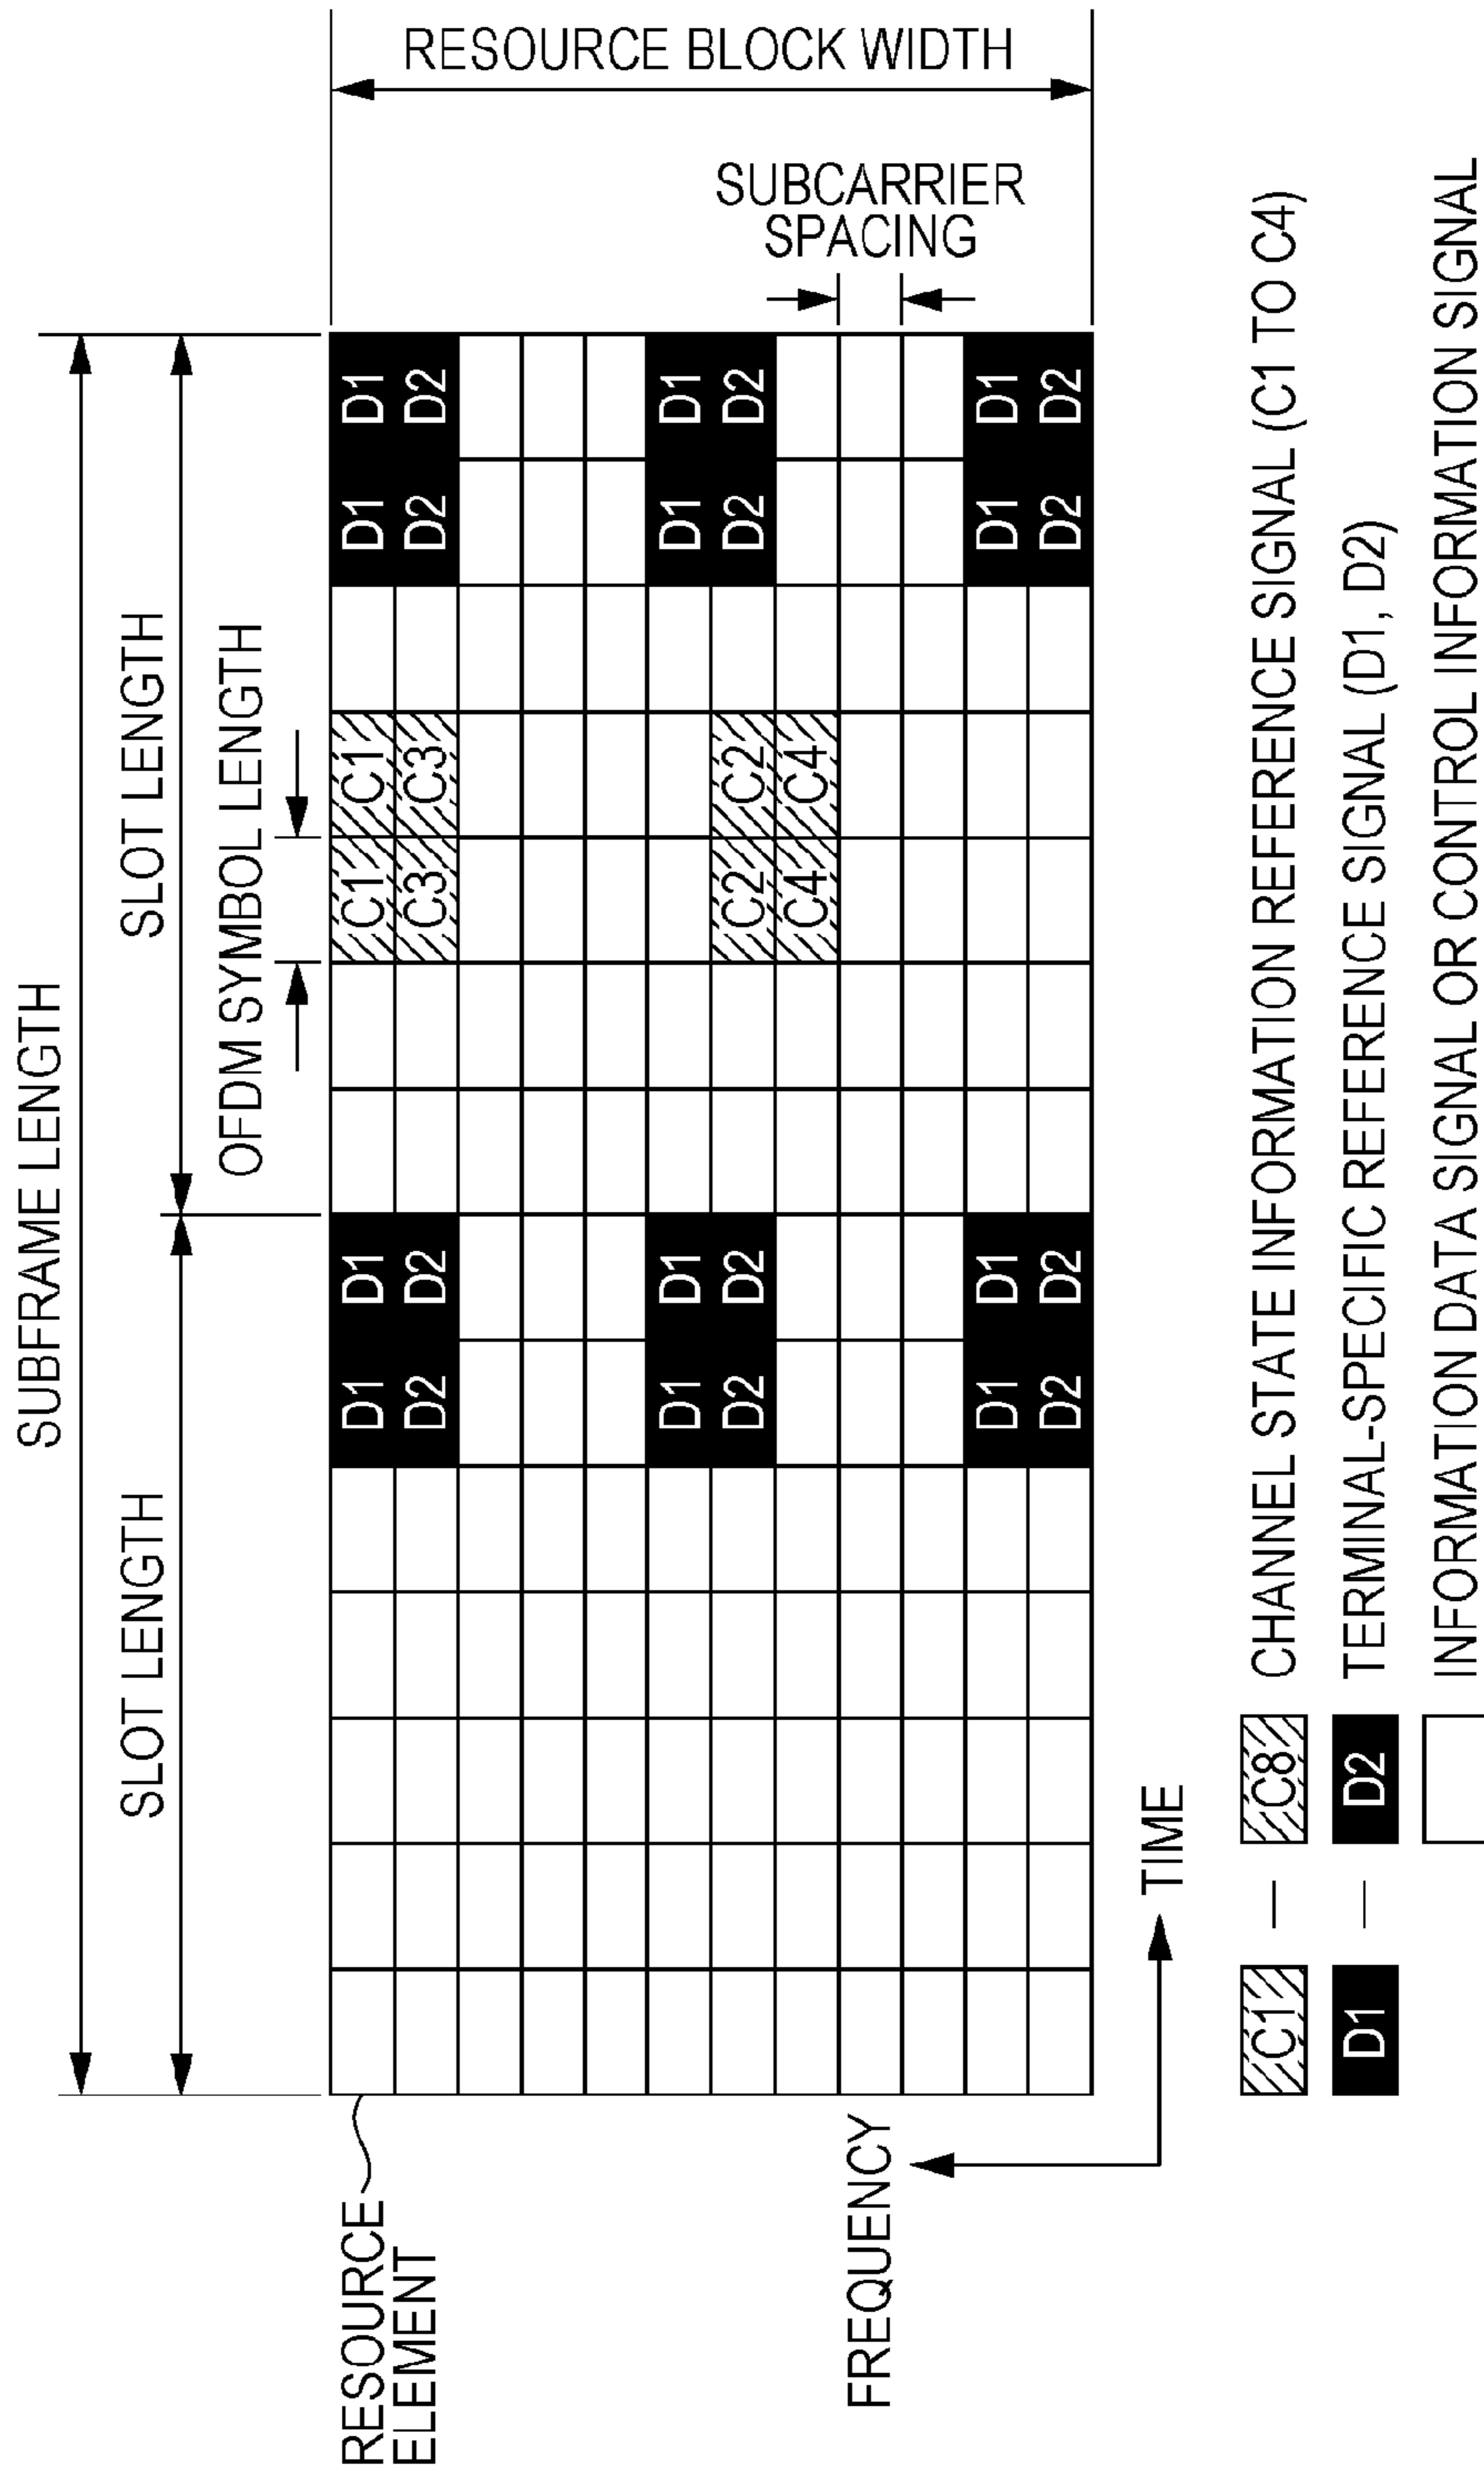 SUBFRAME LENGTH
SLOT LENGTH
SLOT LENGTH
OFDM SYMBOL LENGTH
RESOURCE BLOCK WIDTH
SUBCARRIER
SPACING
RESOURCE
ELEMENT
D1 D1 C1 C1 D1 D1
D2 D2 C3 C3 D2 D2
D1 D1 D1 D1
D2 D2 C2 C2 D2 D2
C4 C4
D1 D1 D1 D1
D2 D2 D2 D2
FREQUENCY
TIME
C1 — C8 CHANNEL STATE INFORMATION REFERENCE SIGNAL (C1 TO C4)
D1 — D2 TERMINAL-SPECIFIC REFERENCE SIGNAL (D1, D2)
INFORMATION DATA SIGNAL OR CONTROL INFORMATION SIGNAL